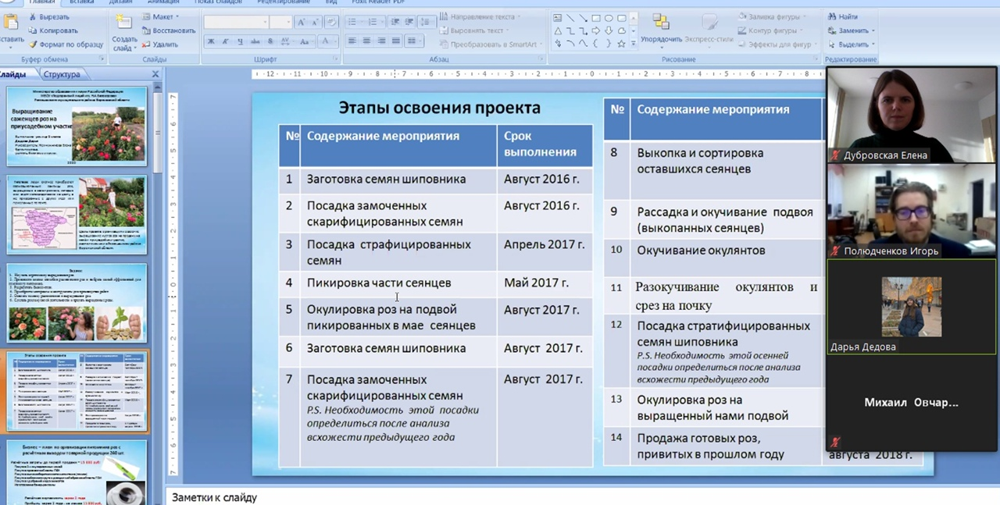 Главная Вставка Дизайн Анимация Показ слайдов Рецензирование Вид Foxit Reader PDF
Вырезать
Копировать
Формат по образцу
Буфер обмена
Создать
слайд
Макет
Восстановить
Удалить
Слайды
Шрифт
Направление текста
Выровнять текст
Преобразовать в SmartArt
Абзац
Упорядочить
Экспресс-стили
Заливка фигуры
Контур фигуры
Эффекты для фигур
Рисование
Найти
Заменить
Выделить
Редактирование
Слайды Структура
Выращивание
саженцев роз на
приусадебном участке
Этапы освоения проекта
№ Содержание мероприятия Срок
выполнения
1 Заготовка семян шиповника Август 2016 г.
2 Посадка замоченных Август 2016 г.
скарифицированных семян
3 Посадка страфицированных Апрель 2017 г.
семян
4 Пикировка части сеянцев Май 2017 г.
5 Окулировка роз на подвой Август 2017 г.
пикированных в мае сеянцев
6 Заготовка семян шиповника Август 2017 г.
7 Посадка замоченных Август 2017 г.
скарифицированных семян
P.S. Необходимость этой посадки
определиться после анализа
всхожести предыдущего года
№ Содержание мероприятия
8 Выкопка и сортировка
оставшихся сеянцев
9 Рассадка и окучивание подвоя
(выкопанных сеянцев)
10 Окучивание окулянтов
11 Разокучивание окулянтов и
срез на почку
12 Посадка стратифицированных
семян шиповника
P.S. Необходимость этой осенней
посадки определиться после анализа
всхожести предыдущего года
13 Окулировка роз на
выращенный нами подвой
14 Продажа готовых роз,
привитых в прошлом году
августа 2018 г.
Дубровская Елена
Полюдченков Игорь
Дарья Дедова
Михаил Овчар...
Заметки к слайду